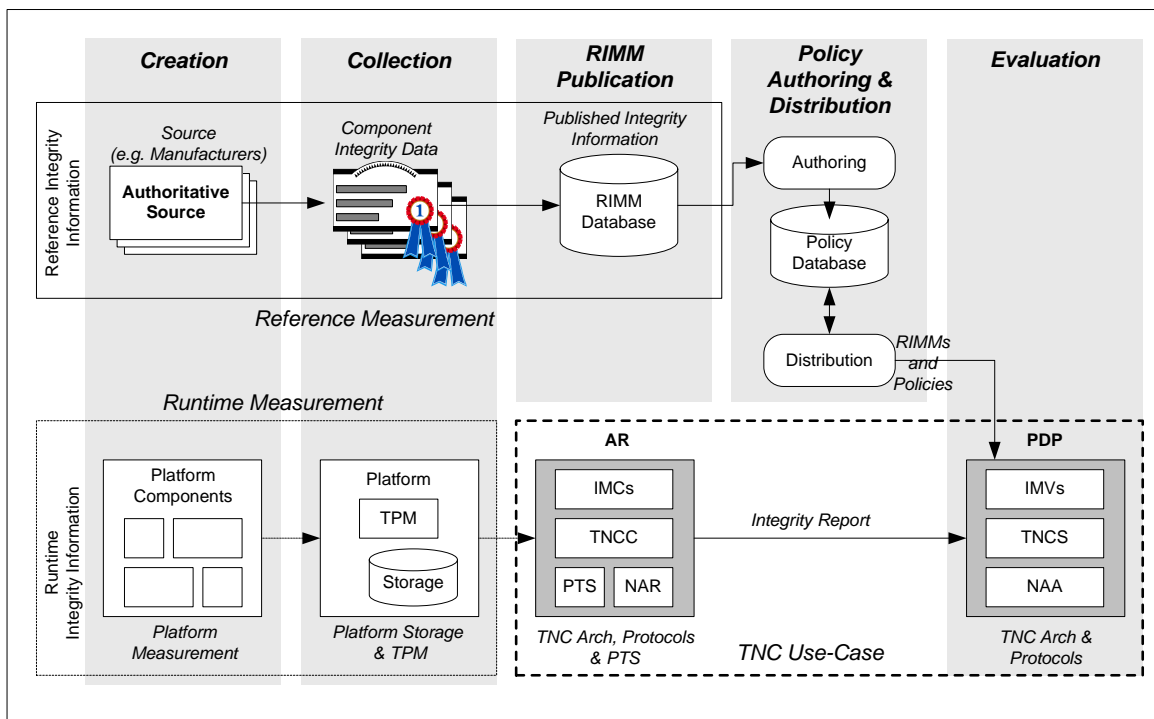 Creation
Collection
RIMM
Publication
Policy
Authoring &
Distribution
Evaluation
Reference Integrity
Information
Source
(e.g. Manufacturers)
Authoritative
Source
Component
Integrity Data
1
Published Integrity
Information
RIMM
Database
Authoring
Policy
Database
Distribution
RIMMs
and
Policies
Reference Measurement
Runtime Measurement
Runtime
Integrity Information
Platform
Components
Platform
Measurement
Platform
TPM
Storage
Platform Storage
& TPM
AR
IMCs
TNCC
PTS
NAR
TNC Arch, Protocols
& PTS
Integrity Report
TNC Use-Case
PDP
IMVs
TNCS
NAA
TNC Arch &
Protocols